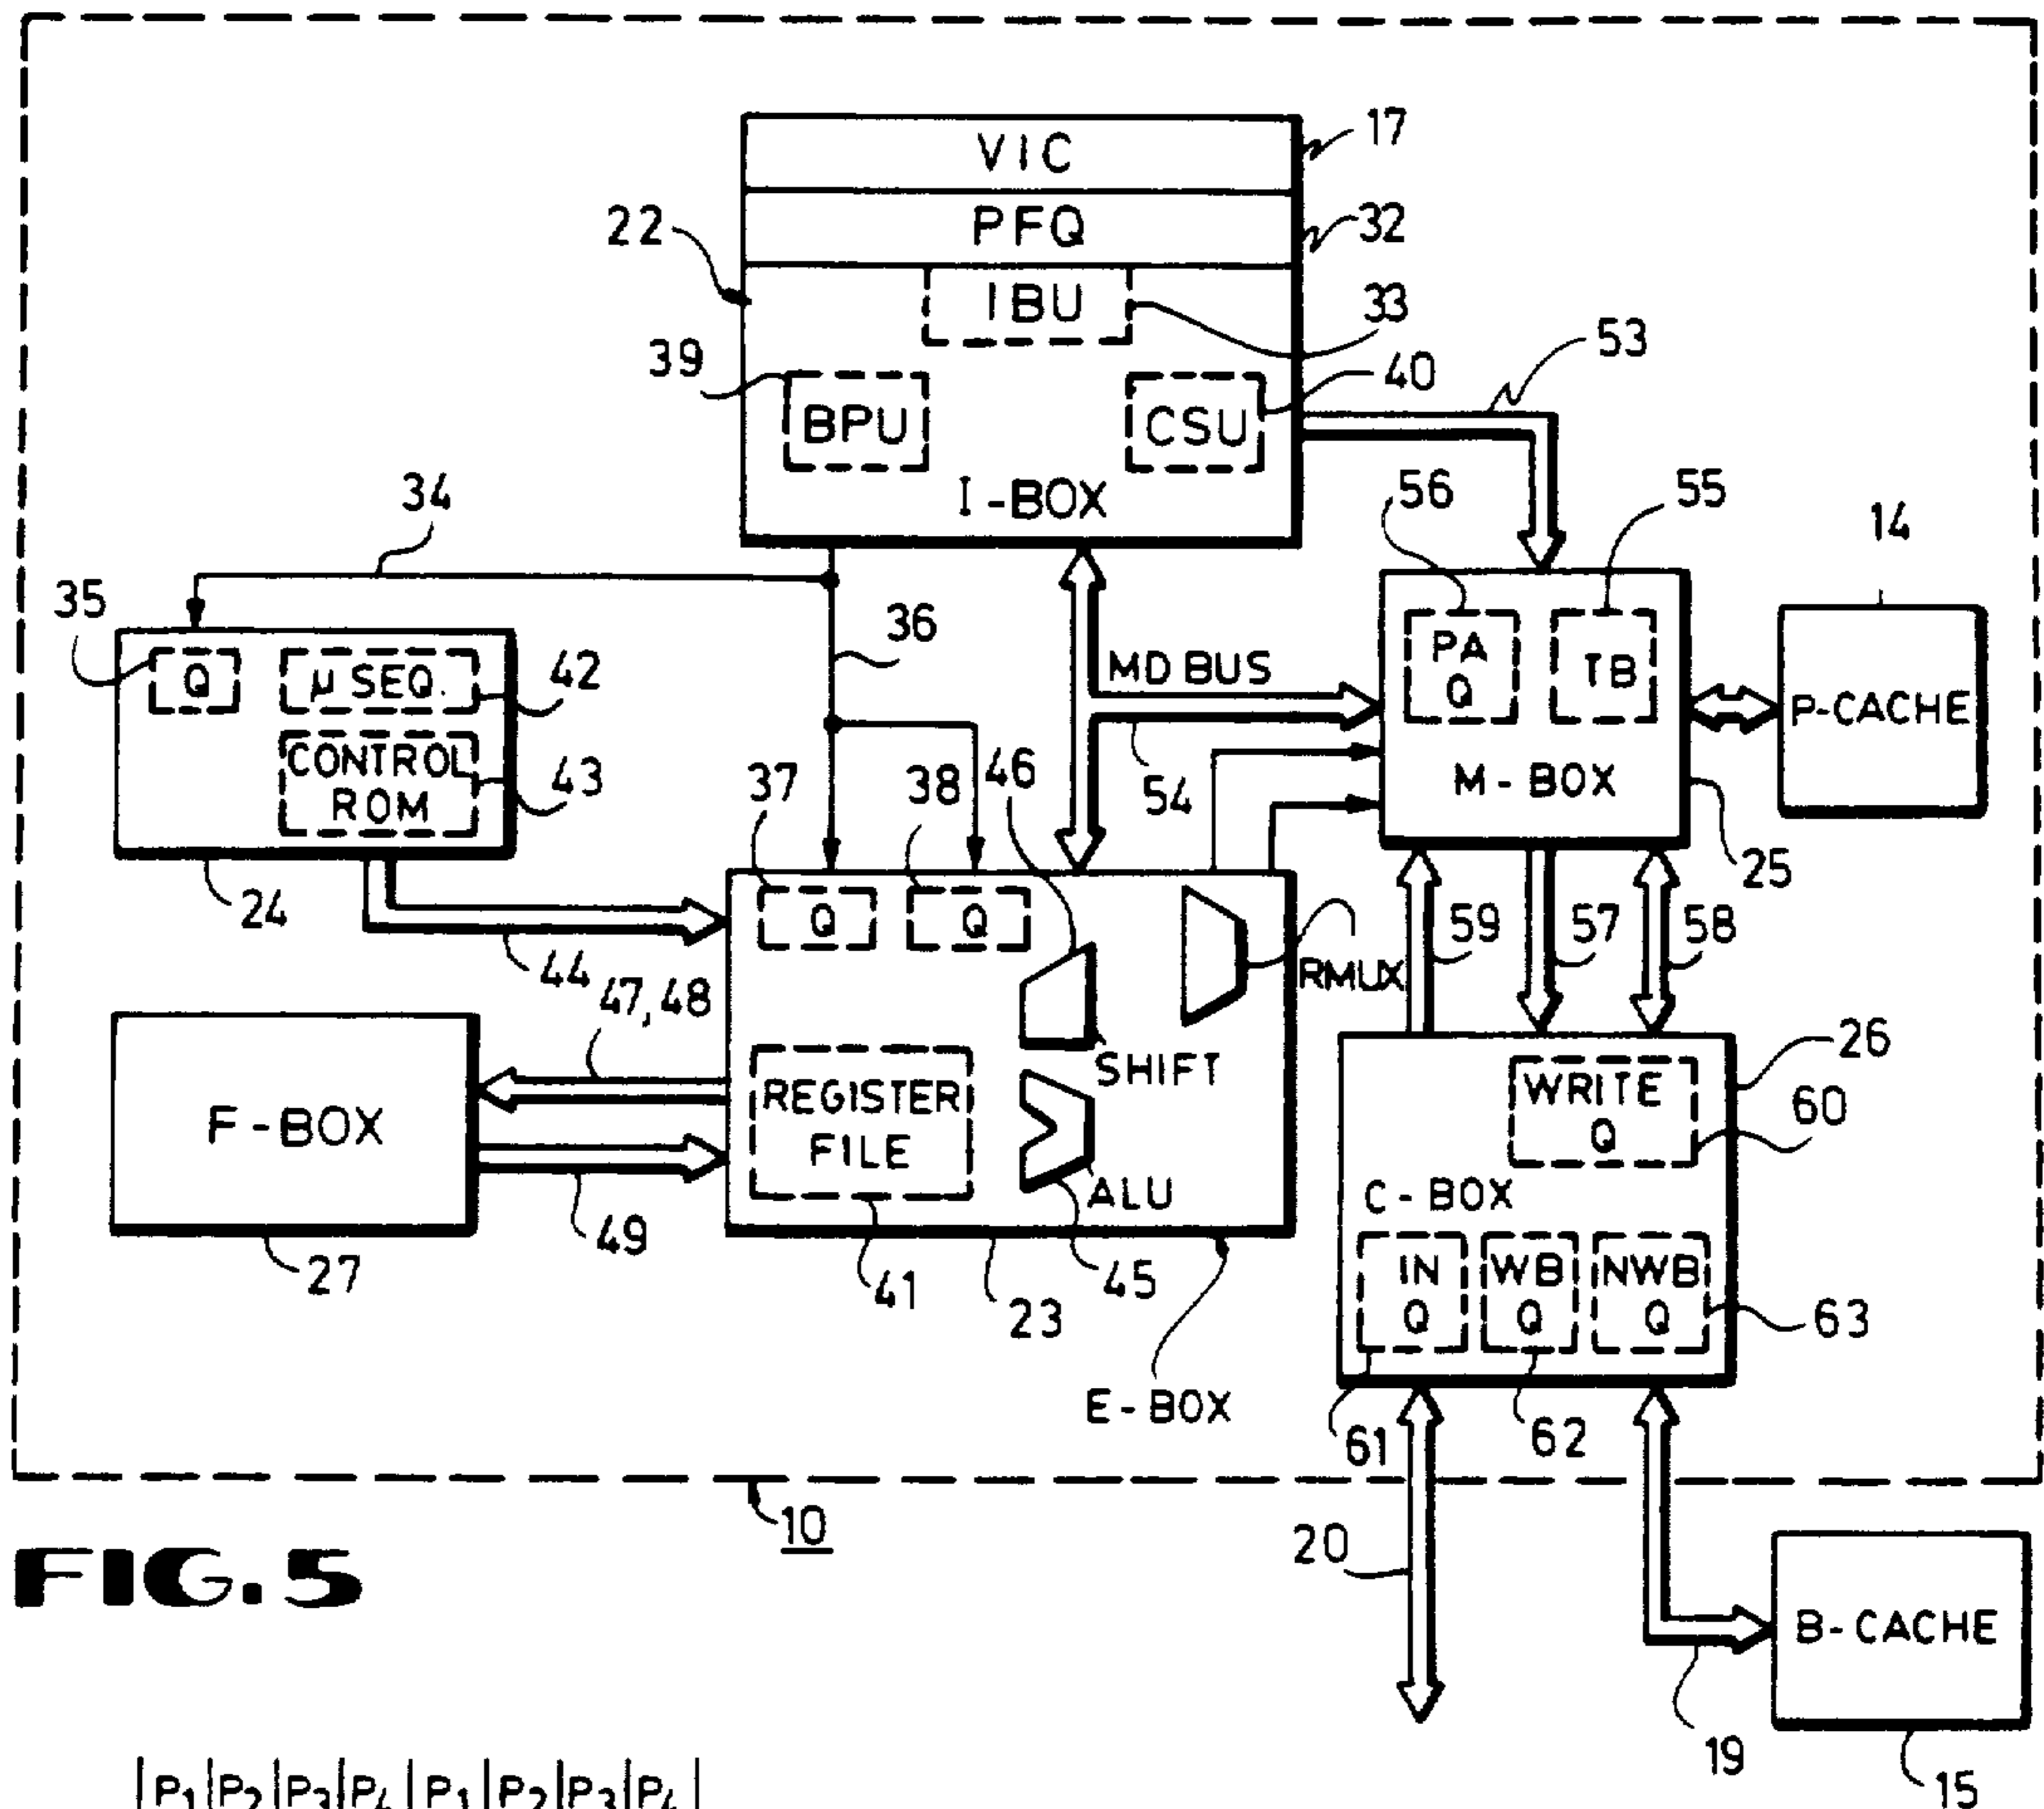 VIC
17
PFQ
32
22
IBU
33
39
BPU
CSU
40
53
I-BOX
34
56
55
14
35
Q
µ SEQ.
42
36
MD BUS
PA
Q
TB
P-CACHE
CONTROL
ROM
43
37
38
46
54
M-BOX
24
25
44
Q
Q
59
57
58
47,48
RMUX
26
SHIFT
WRITE
Q
60
F-BOX
REGISTER
FILE
ALU
C-BOX
49
27
41
23
45
IN
Q
WB
Q
NWB
Q
63
E-BOX
61
62
10
20
FIG. 5
B-CACHE
19
15
P1 P2 P3 P4 P1 P2 P3 P4